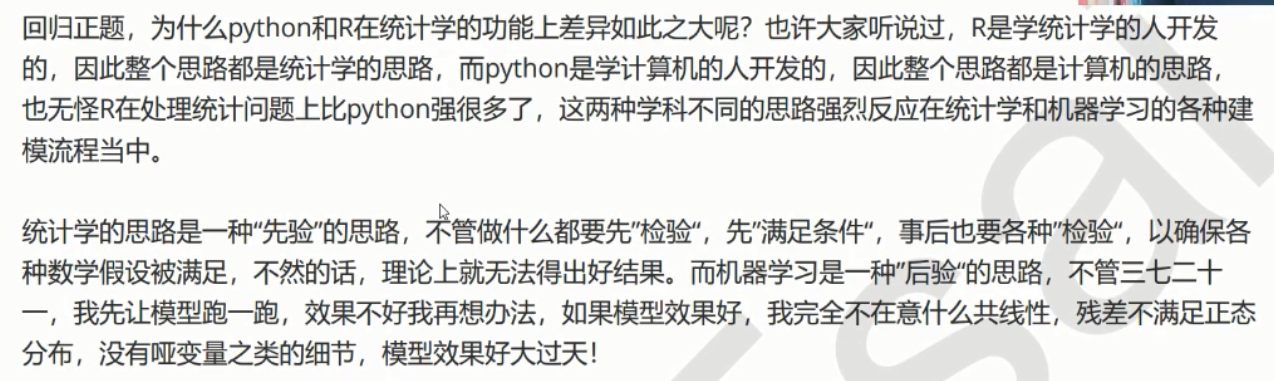 回归正题，为什么python和R在统计学的功能上差异如此之大呢？也许大家听说过，R是学统计学的人开发
的，因此整个思路都是统计学的思路，而python是学计算机的人开发的，因此整个思路都是计算机的思路，
也无怪R在处理统计问题上比python强很多了，这两种学科不同的思路强烈反应在统计学和机器学习的各种建
模流程当中。
统计学的思路是一种“先验”的思路，不管做什么都要先”检验“，先”满足条件“，事后也要各种”检验“，以确保各
种数学假设被满足，不然的话，理论上就无法得出好结果。而机器学习是一种”后验“的思路，不管三七二十
一，我先让模型跑一跑，效果不好我再想办法，如果模型效果好，我完全不在意什么共线性，残差不满足正态
分布，没有哑变量之类的细节，模型效果好大过天！